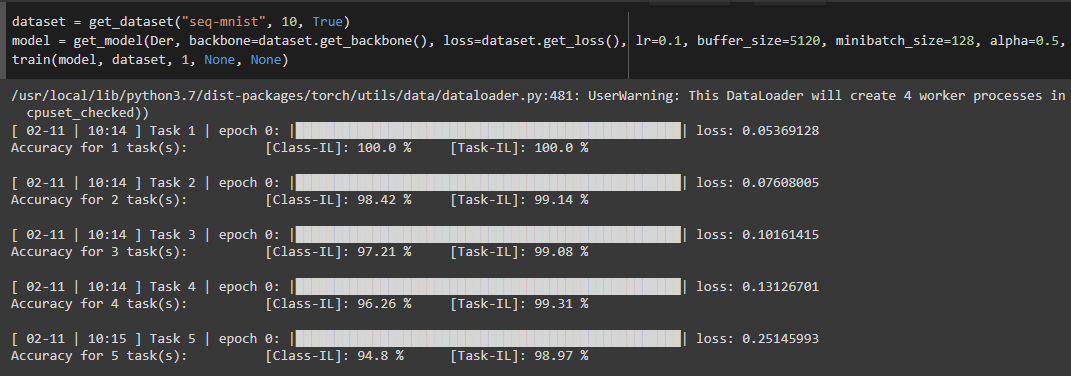 dataset = get_dataset("seq-mnist", 10, True)
model = get_model(Der, backbone=dataset.get_backbone(), loss=dataset.get_loss(), lr=0.1, buffer_size=5120, minibatch_size=128, alpha=0.5,
train(model, dataset, 1, None, None)
/usr/local/lib/python3.7/dist-packages/torch/utils/data/dataloader.py:481: UserWarning: This DataLoader will create 4 worker processes in
cpuset_checked))
[ 02-11 | 10:14 ] Task 1 | epoch 0: |██████████████████████████████████████████████████| loss: 0.05369128
Accuracy for 1 task(s): [Class-IL]: 100.0 % [Task-IL]: 100.0 %
[ 02-11 | 10:14 ] Task 2 | epoch 0: |██████████████████████████████████████████████████| loss: 0.07608005
Accuracy for 2 task(s): [Class-IL]: 98.42 % [Task-IL]: 99.14 %
[ 02-11 | 10:14 ] Task 3 | epoch 0: |██████████████████████████████████████████████████| loss: 0.10161415
Accuracy for 3 task(s): [Class-IL]: 97.21 % [Task-IL]: 99.08 %
[ 02-11 | 10:14 ] Task 4 | epoch 0: |██████████████████████████████████████████████████| loss: 0.13126701
Accuracy for 4 task(s): [Class-IL]: 96.26 % [Task-IL]: 99.31 %
[ 02-11 | 10:15 ] Task 5 | epoch 0: |██████████████████████████████████████████████████| loss: 0.25145993
Accuracy for 5 task(s): [Class-IL]: 94.8 % [Task-IL]: 98.97 %